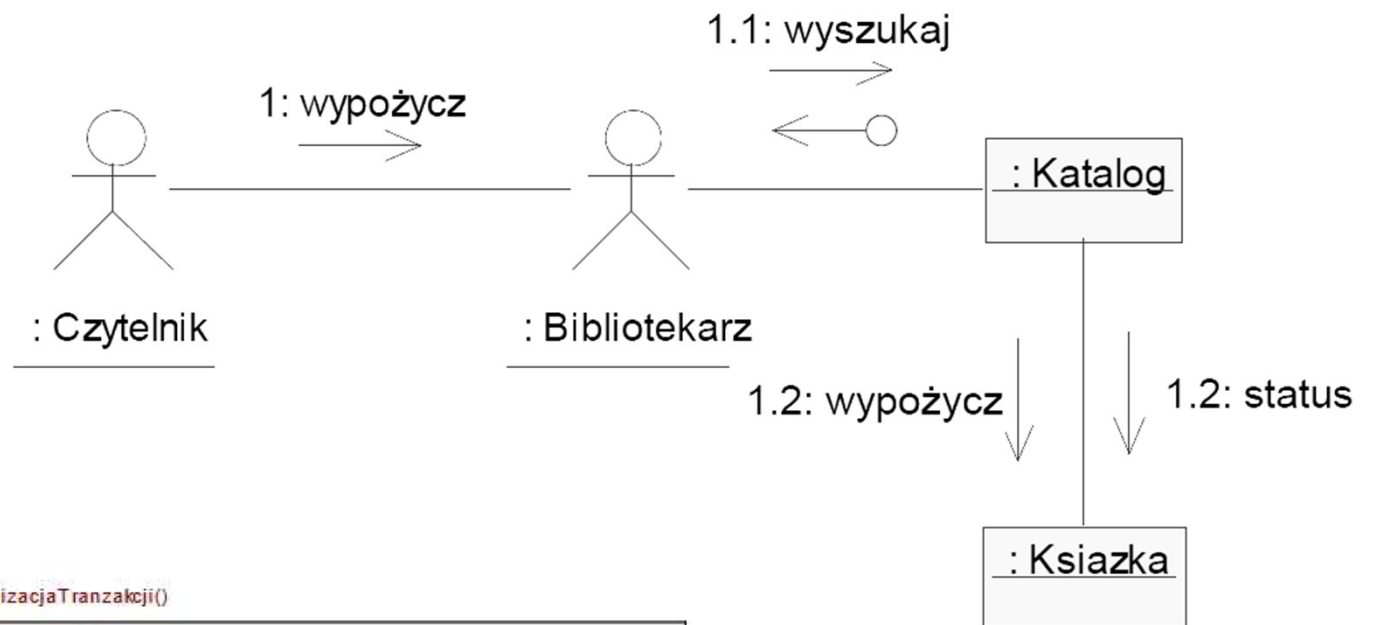 1.1: wyszukaj
1: wypożycz
: Katalog
: Czytelnik
: Bibliotekarz
1.2: wypożycz
1.2: status
: Ksiazka
izacjaTranzakcji()